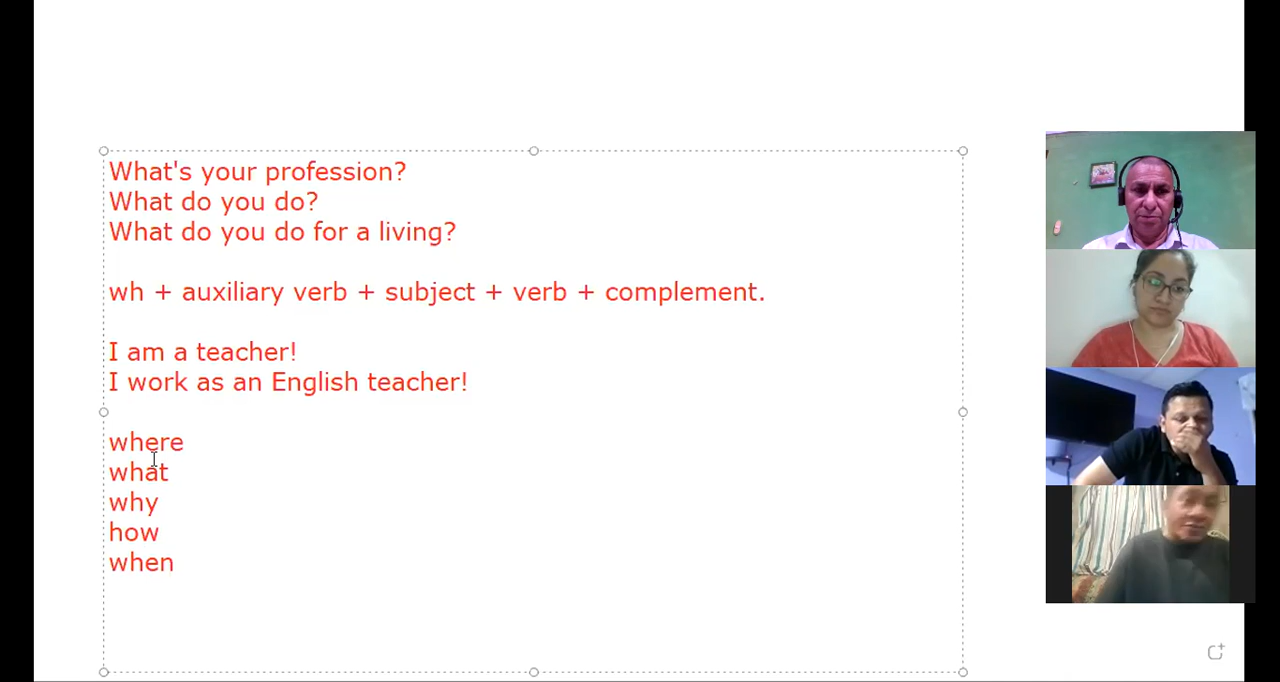 What's your profession?
What do you do?
What do you do for a living?
wh + auxiliary verb + subject + verb + complement.
I am a teacher!
I work as an English teacher!
where
what
why
how
when